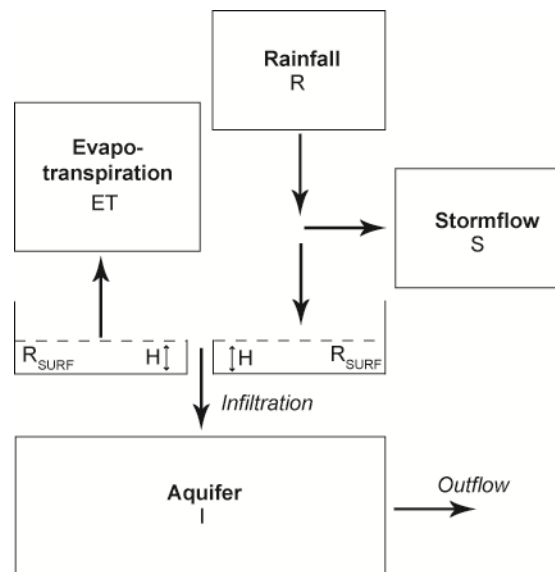 Rainfall
R
Evapo-
transpiration
ET
Stormflow
S
R_SURF H
H R_SURF
Infiltration
Aquifer
I
Outflow